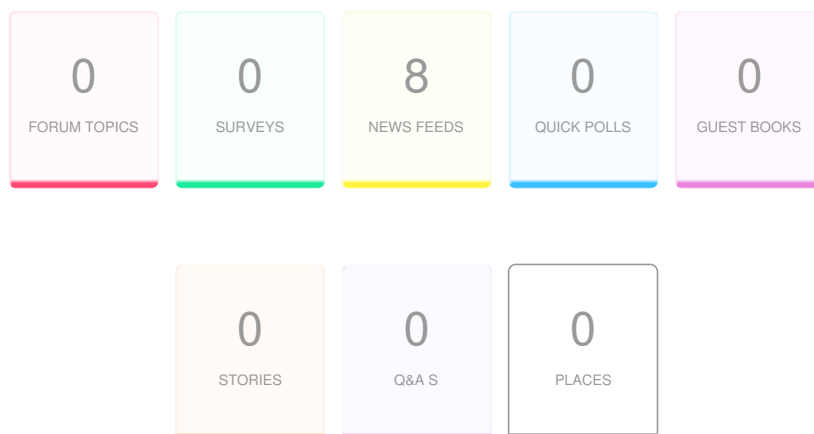 0 0 8 0 0
FORUM TOPICS SURVEYS NEWS FEEDS QUICK POLLS GUEST BOOKS
0 0 0
STORIES Q&A S PLACES